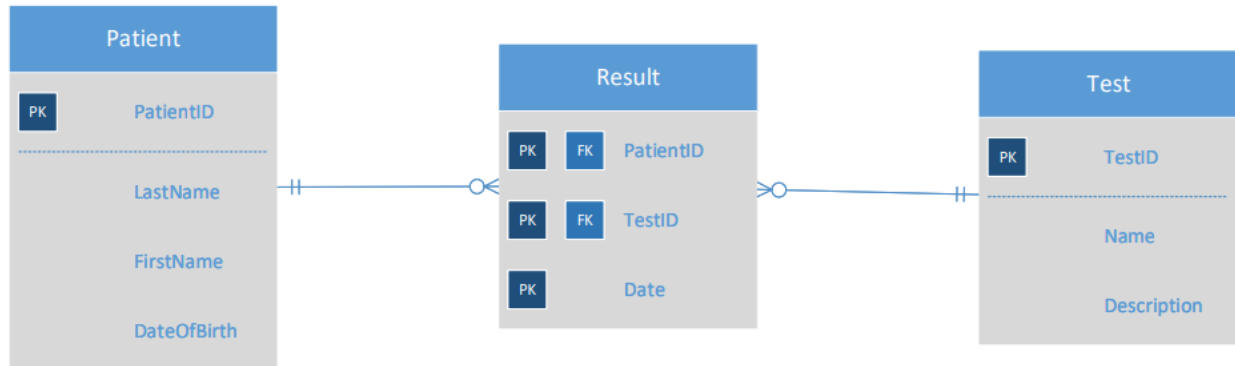 Patient
PK PatientID
LastName
FirstName
DateOfBirth
Result
PK FK PatientID
PK FK TestID
PK Date
Test
PK TestID
Name
Description